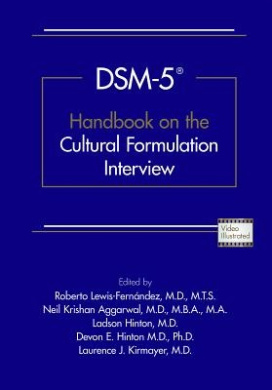 DSM-5®
Handbook on the
Cultural Formulation
Interview
Video
Illustrated
Edited by
Roberto Lewis-Fernández, M.D., M.T.S.
Neil Krishan Aggarwal, M.D., M.B.A., M.A.
Ladson Hinton, M.D.
Devon E. Hinton M.D., Ph.D.
Laurence J. Kirmayer, M.D.